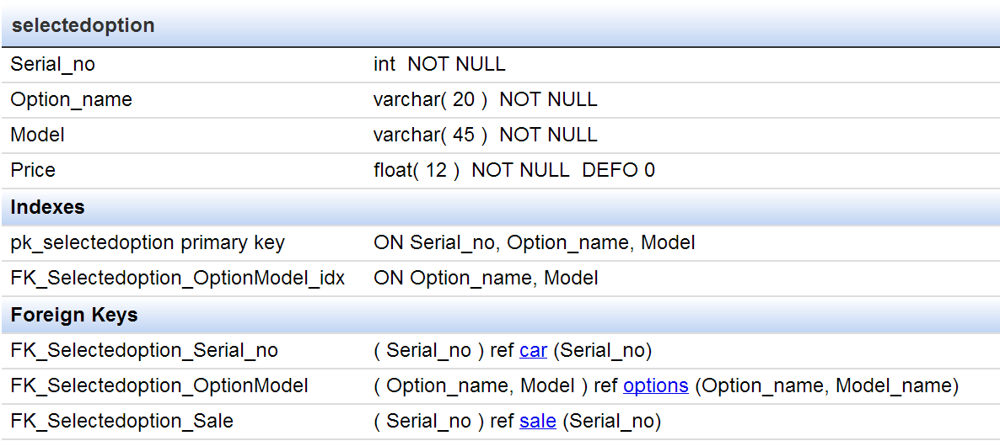 selectedoption
Serial_no int NOT NULL
Option_name varchar( 20 ) NOT NULL
Model varchar( 45 ) NOT NULL
Price float( 12 ) NOT NULL DEFO 0
Indexes
pk_selectedoption primary key ON Serial_no, Option_name, Model
FK_Selectedoption_OptionModel_idx ON Option_name, Model
Foreign Keys
FK_Selectedoption_Serial_no ( Serial_no ) ref car (Serial_no)
FK_Selectedoption_OptionModel ( Option_name, Model ) ref options (Option_name, Model_name)
FK_Selectedoption_Sale ( Serial_no ) ref sale (Serial_no)